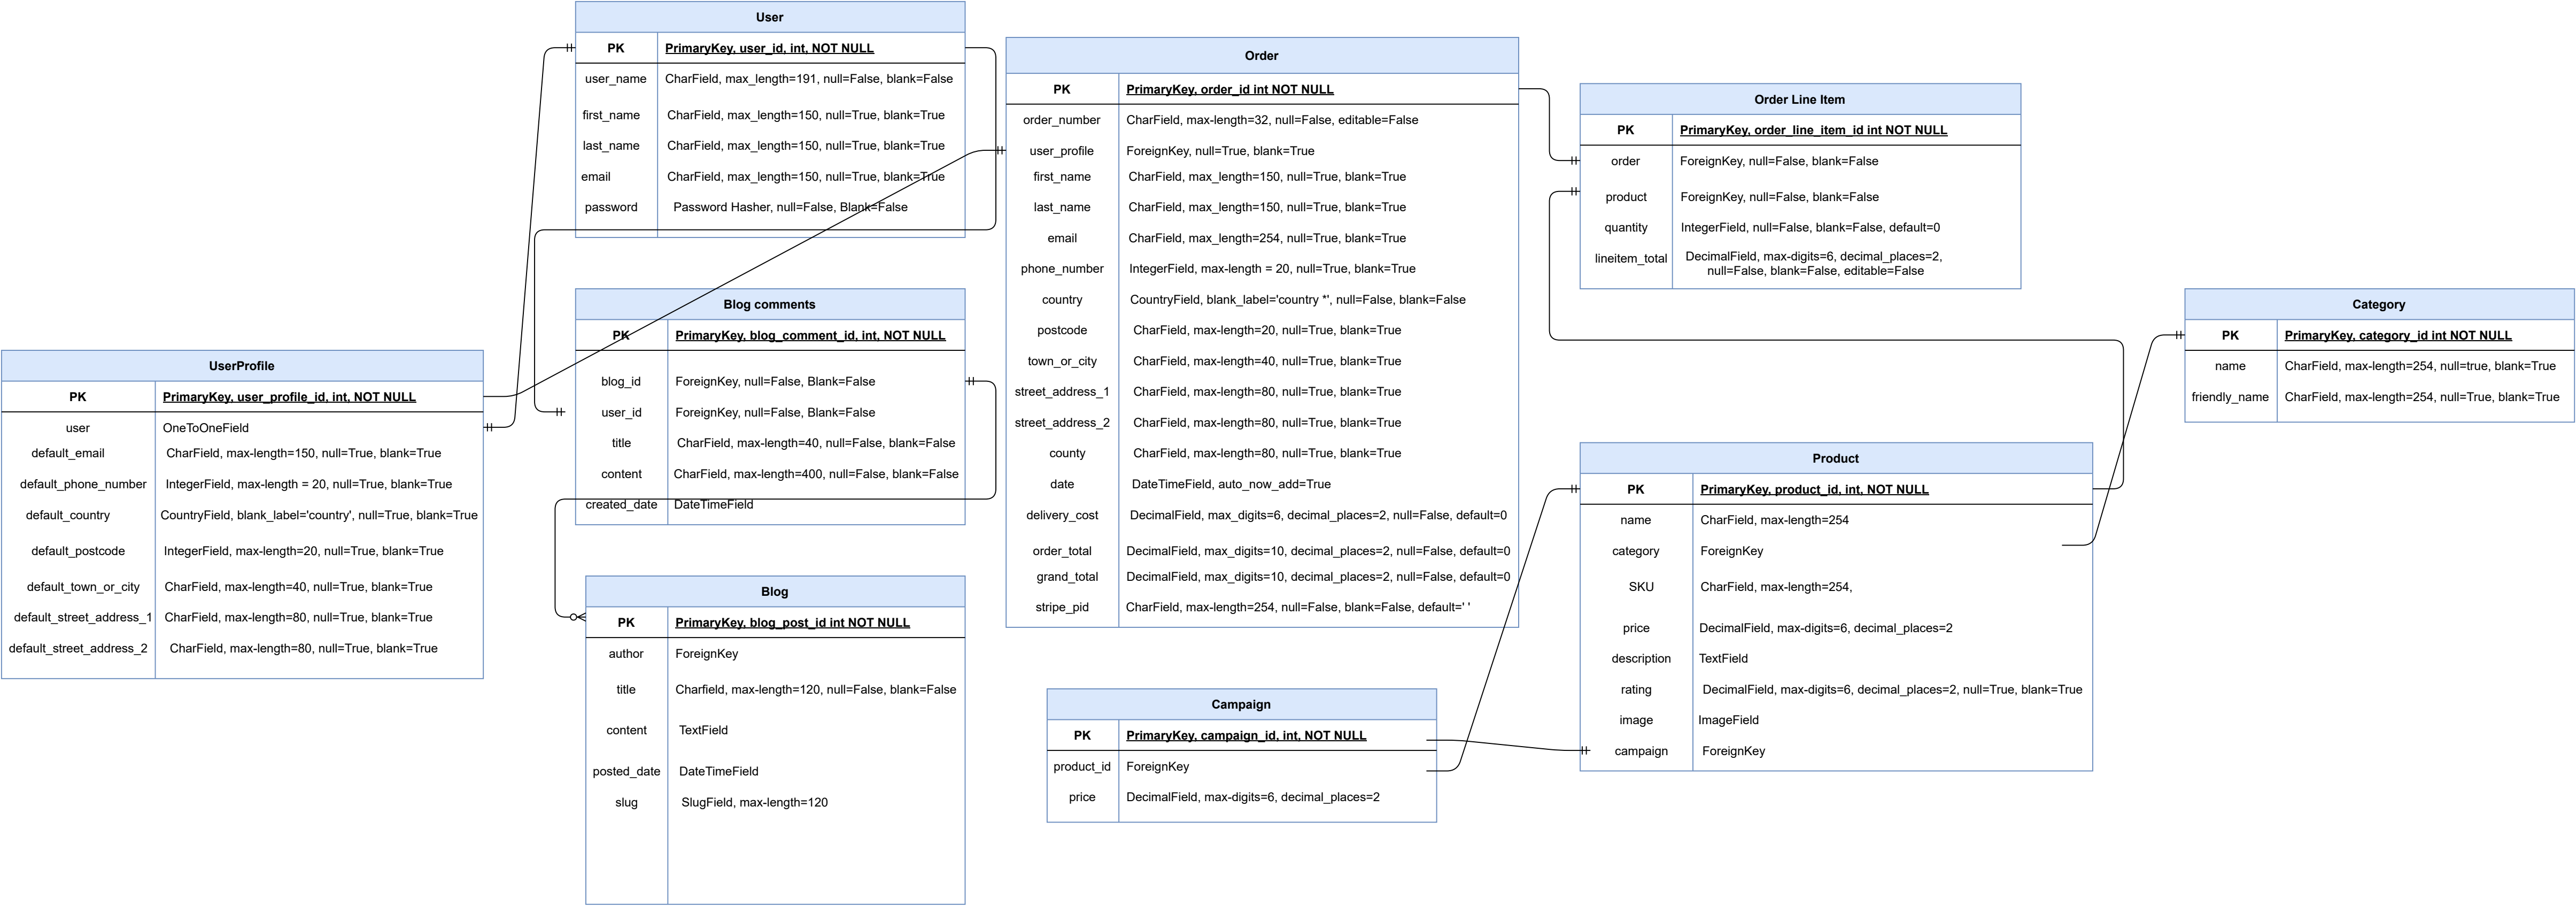 User
PK PrimaryKey, user_id, int, NOT NULL
user_name CharField, max_length=191, null=False, blank=False
first_name CharField, max_length=150, null=True, blank=True
last_name CharField, max_length=150, null=True, blank=True
email CharField, max_length=150, null=True, blank=True
password Password Hasher, null=False, Blank=False
Order
PK PrimaryKey, order_id int NOT NULL
order_number CharField, max-length=32, null=False, editable=False
user_profile ForeignKey, null=True, blank=True
first_name CharField, max_length=150, null=True, blank=True
last_name CharField, max_length=150, null=True, blank=True
email CharField, max_length=254, null=True, blank=True
phone_number IntegerField, max-length = 20, null=True, blank=True
country CountryField, blank_label='country *', null=False, blank=False
postcode CharField, max-length=20, null=True, blank=True
town_or_city CharField, max-length=40, null=True, blank=True
street_address_1 CharField, max-length=80, null=True, blank=True
street_address_2 CharField, max-length=80, null=True, blank=True
county CharField, max-length=80, null=True, blank=True
date DateTimeField, auto_now_add=True
delivery_cost DecimalField, max_digits=6, decimal_places=2, null=False, default=0
order_total DecimalField, max_digits=10, decimal_places=2, null=False, default=0
grand_total DecimalField, max_digits=10, decimal_places=2, null=False, default=0
stripe_pid CharField, max-length=254, null=False, blank=False, default=' '
Order Line Item
PK PrimaryKey, order_line_item_id int NOT NULL
order ForeignKey, null=False, blank=False
product ForeignKey, null=False, blank=False
quantity IntegerField, null=False, blank=False, default=0
lineitem_total DecimalField, max-digits=6, decimal_places=2,
null=False, blank=False, editable=False
Category
PK PrimaryKey, category_id int NOT NULL
name CharField, max-length=254, null=true, blank=True
friendly_name CharField, max-length=254, null=True, blank=True
Blog comments
PK PrimaryKey, blog_comment_id, int, NOT NULL
blog_id ForeignKey, null=False, Blank=False
user_id ForeignKey, null=False, Blank=False
title CharField, max-length=40, null=False, blank=False
content CharField, max-length=400, null=False, blank=False
created_date DateTimeField
UserProfile
PK PrimaryKey, user_profile_id, int, NOT NULL
user OneToOneField
default_email CharField, max-length=150, null=True, blank=True
default_phone_number IntegerField, max-length = 20, null=True, blank=True
default_country CountryField, blank_label='country', null=True, blank=True
default_postcode IntegerField, max-length=20, null=True, blank=True
default_town_or_city CharField, max-length=40, null=True, blank=True
default_street_address_1 CharField, max-length=80, null=True, blank=True
default_street_address_2 CharField, max-length=80, null=True, blank=True
Product
PK PrimaryKey, product_id, int, NOT NULL
name CharField, max-length=254
category ForeignKey
SKU CharField, max-length=254,
price DecimalField, max-digits=6, decimal_places=2
description TextField
rating DecimalField, max-digits=6, decimal_places=2, null=True, blank=True
image ImageField
campaign ForeignKey
Blog
PK PrimaryKey, blog_post_id int NOT NULL
author ForeignKey
title Charfield, max-length=120, null=False, blank=False
content TextField
posted_date DateTimeField
slug SlugField, max-length=120
Campaign
PK PrimaryKey, campaign_id, int, NOT NULL
product_id ForeignKey
price DecimalField, max-digits=6, decimal_places=2